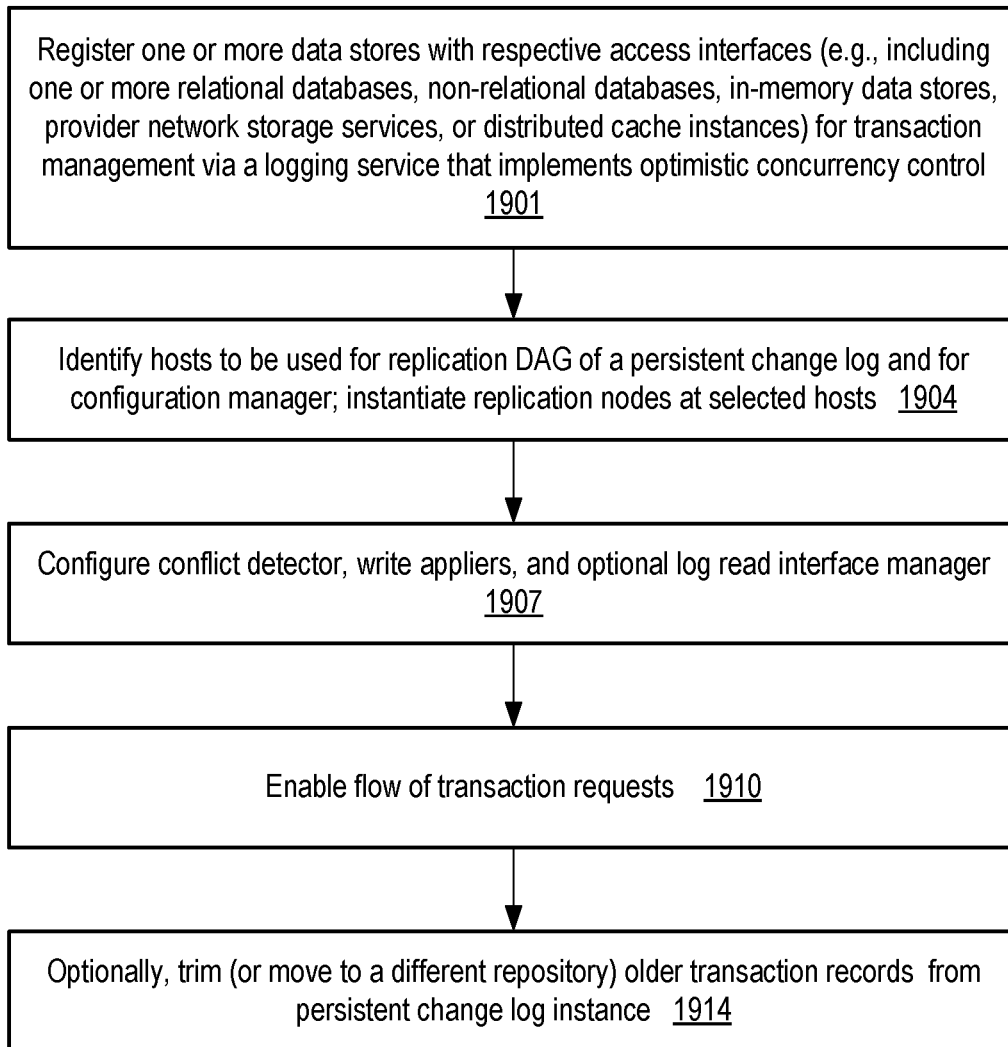 Register one or more data stores with respective access interfaces (e.g., including
one or more relational databases, non-relational databases, in-memory data stores,
provider network storage services, or distributed cache instances) for transaction
management via a logging service that implements optimistic concurrency control
1901
Identify hosts to be used for replication DAG of a persistent change log and for
configuration manager; instantiate replication nodes at selected hosts 1904
Configure conflict detector, write appliers, and optional log read interface manager
1907
Enable flow of transaction requests 1910
Optionally, trim (or move to a different repository) older transaction records from
persistent change log instance 1914